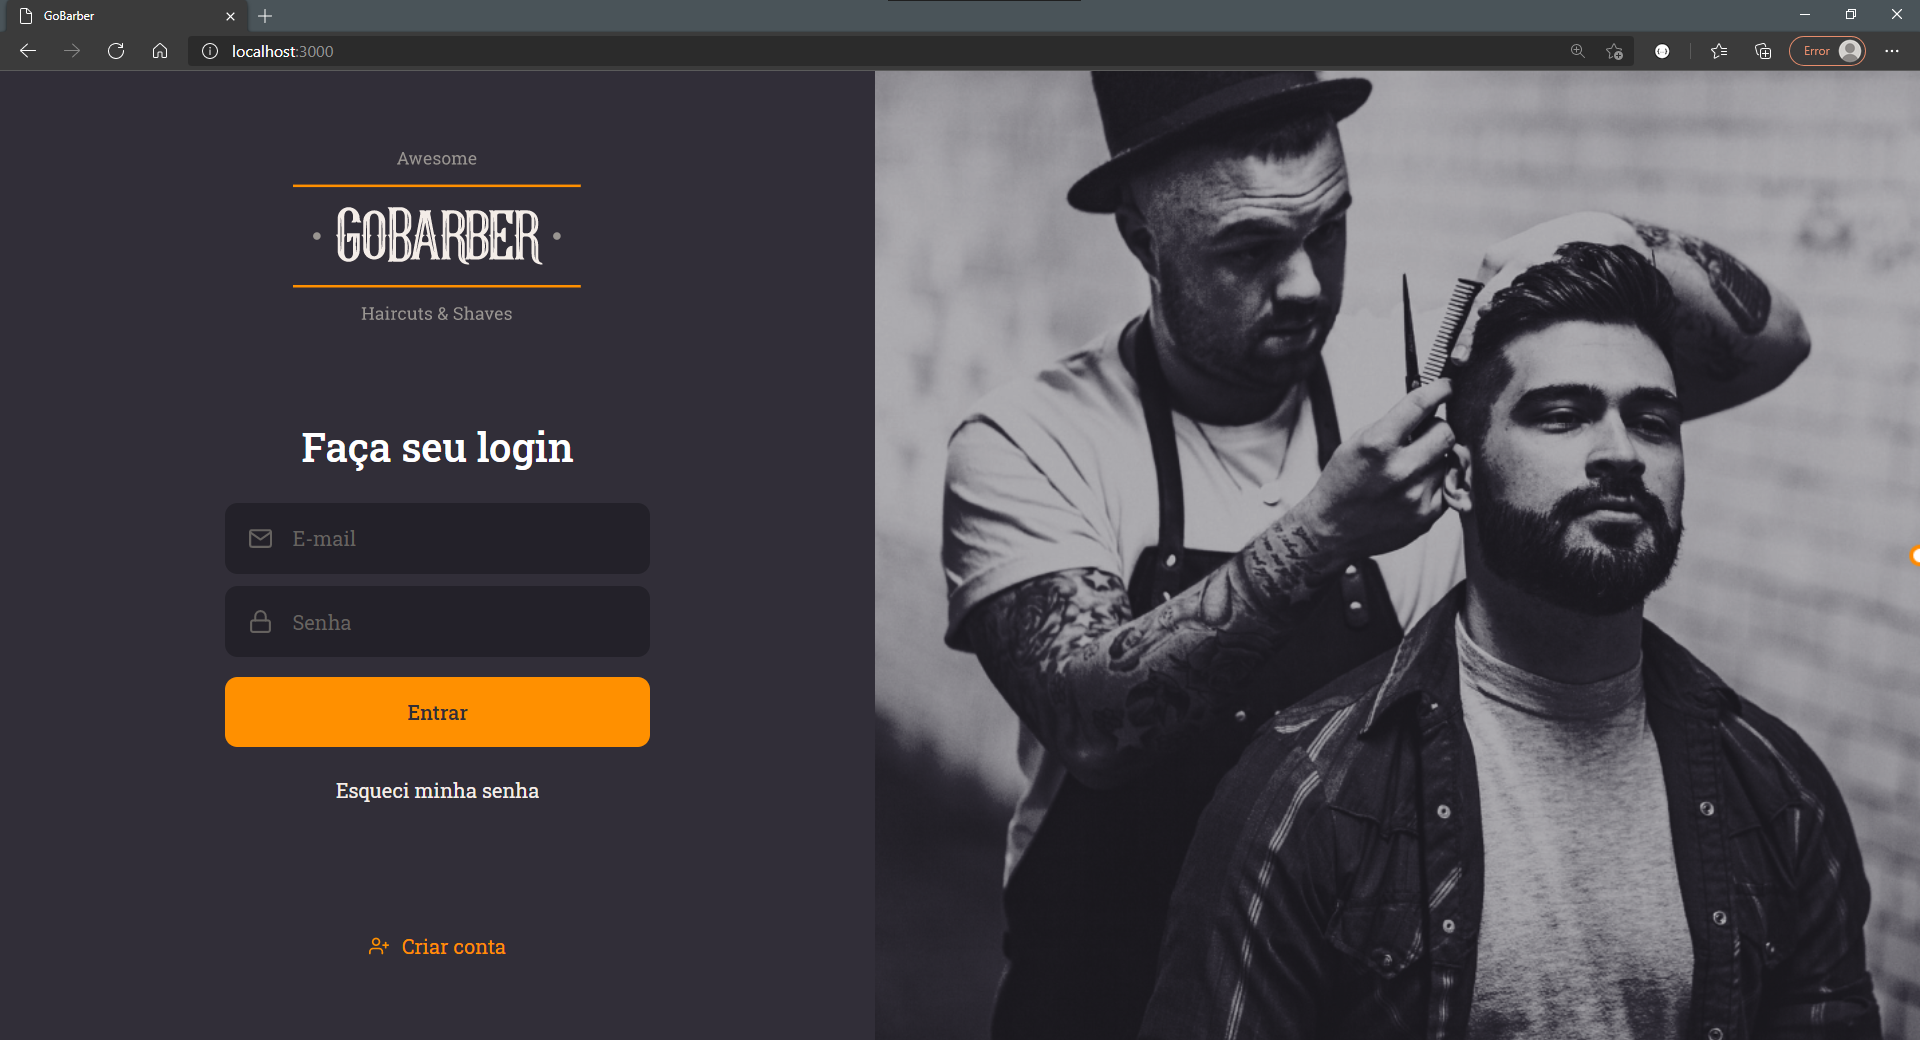 GoBarber
localhost:3000
Error
Awesome
GOBARBER
Haircuts & Shaves
Faça seu login
E-mail
Senha
Entrar
Esqueci minha senha
Criar conta